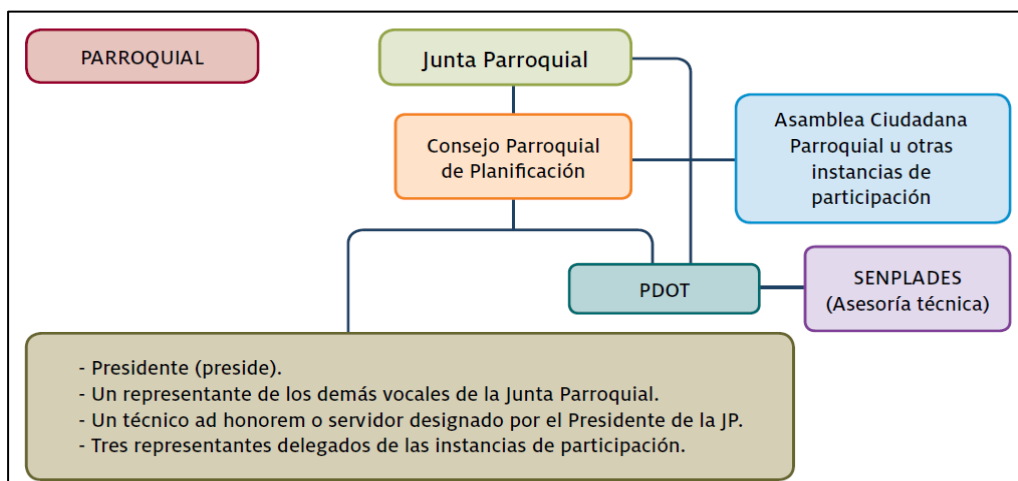 PARROQUIAL
Junta Parroquial
Consejo Parroquial
de Planificación
Asamblea Ciudadana
Parroquial u otras
instancias de
participación
PDOT
SENPLADES
(Asesoría técnica)
- Presidente (preside).
- Un representante de los demás vocales de la Junta Parroquial.
- Un técnico ad honorem o servidor designado por el Presidente de la JP.
- Tres representantes delegados de las instancias de participación.